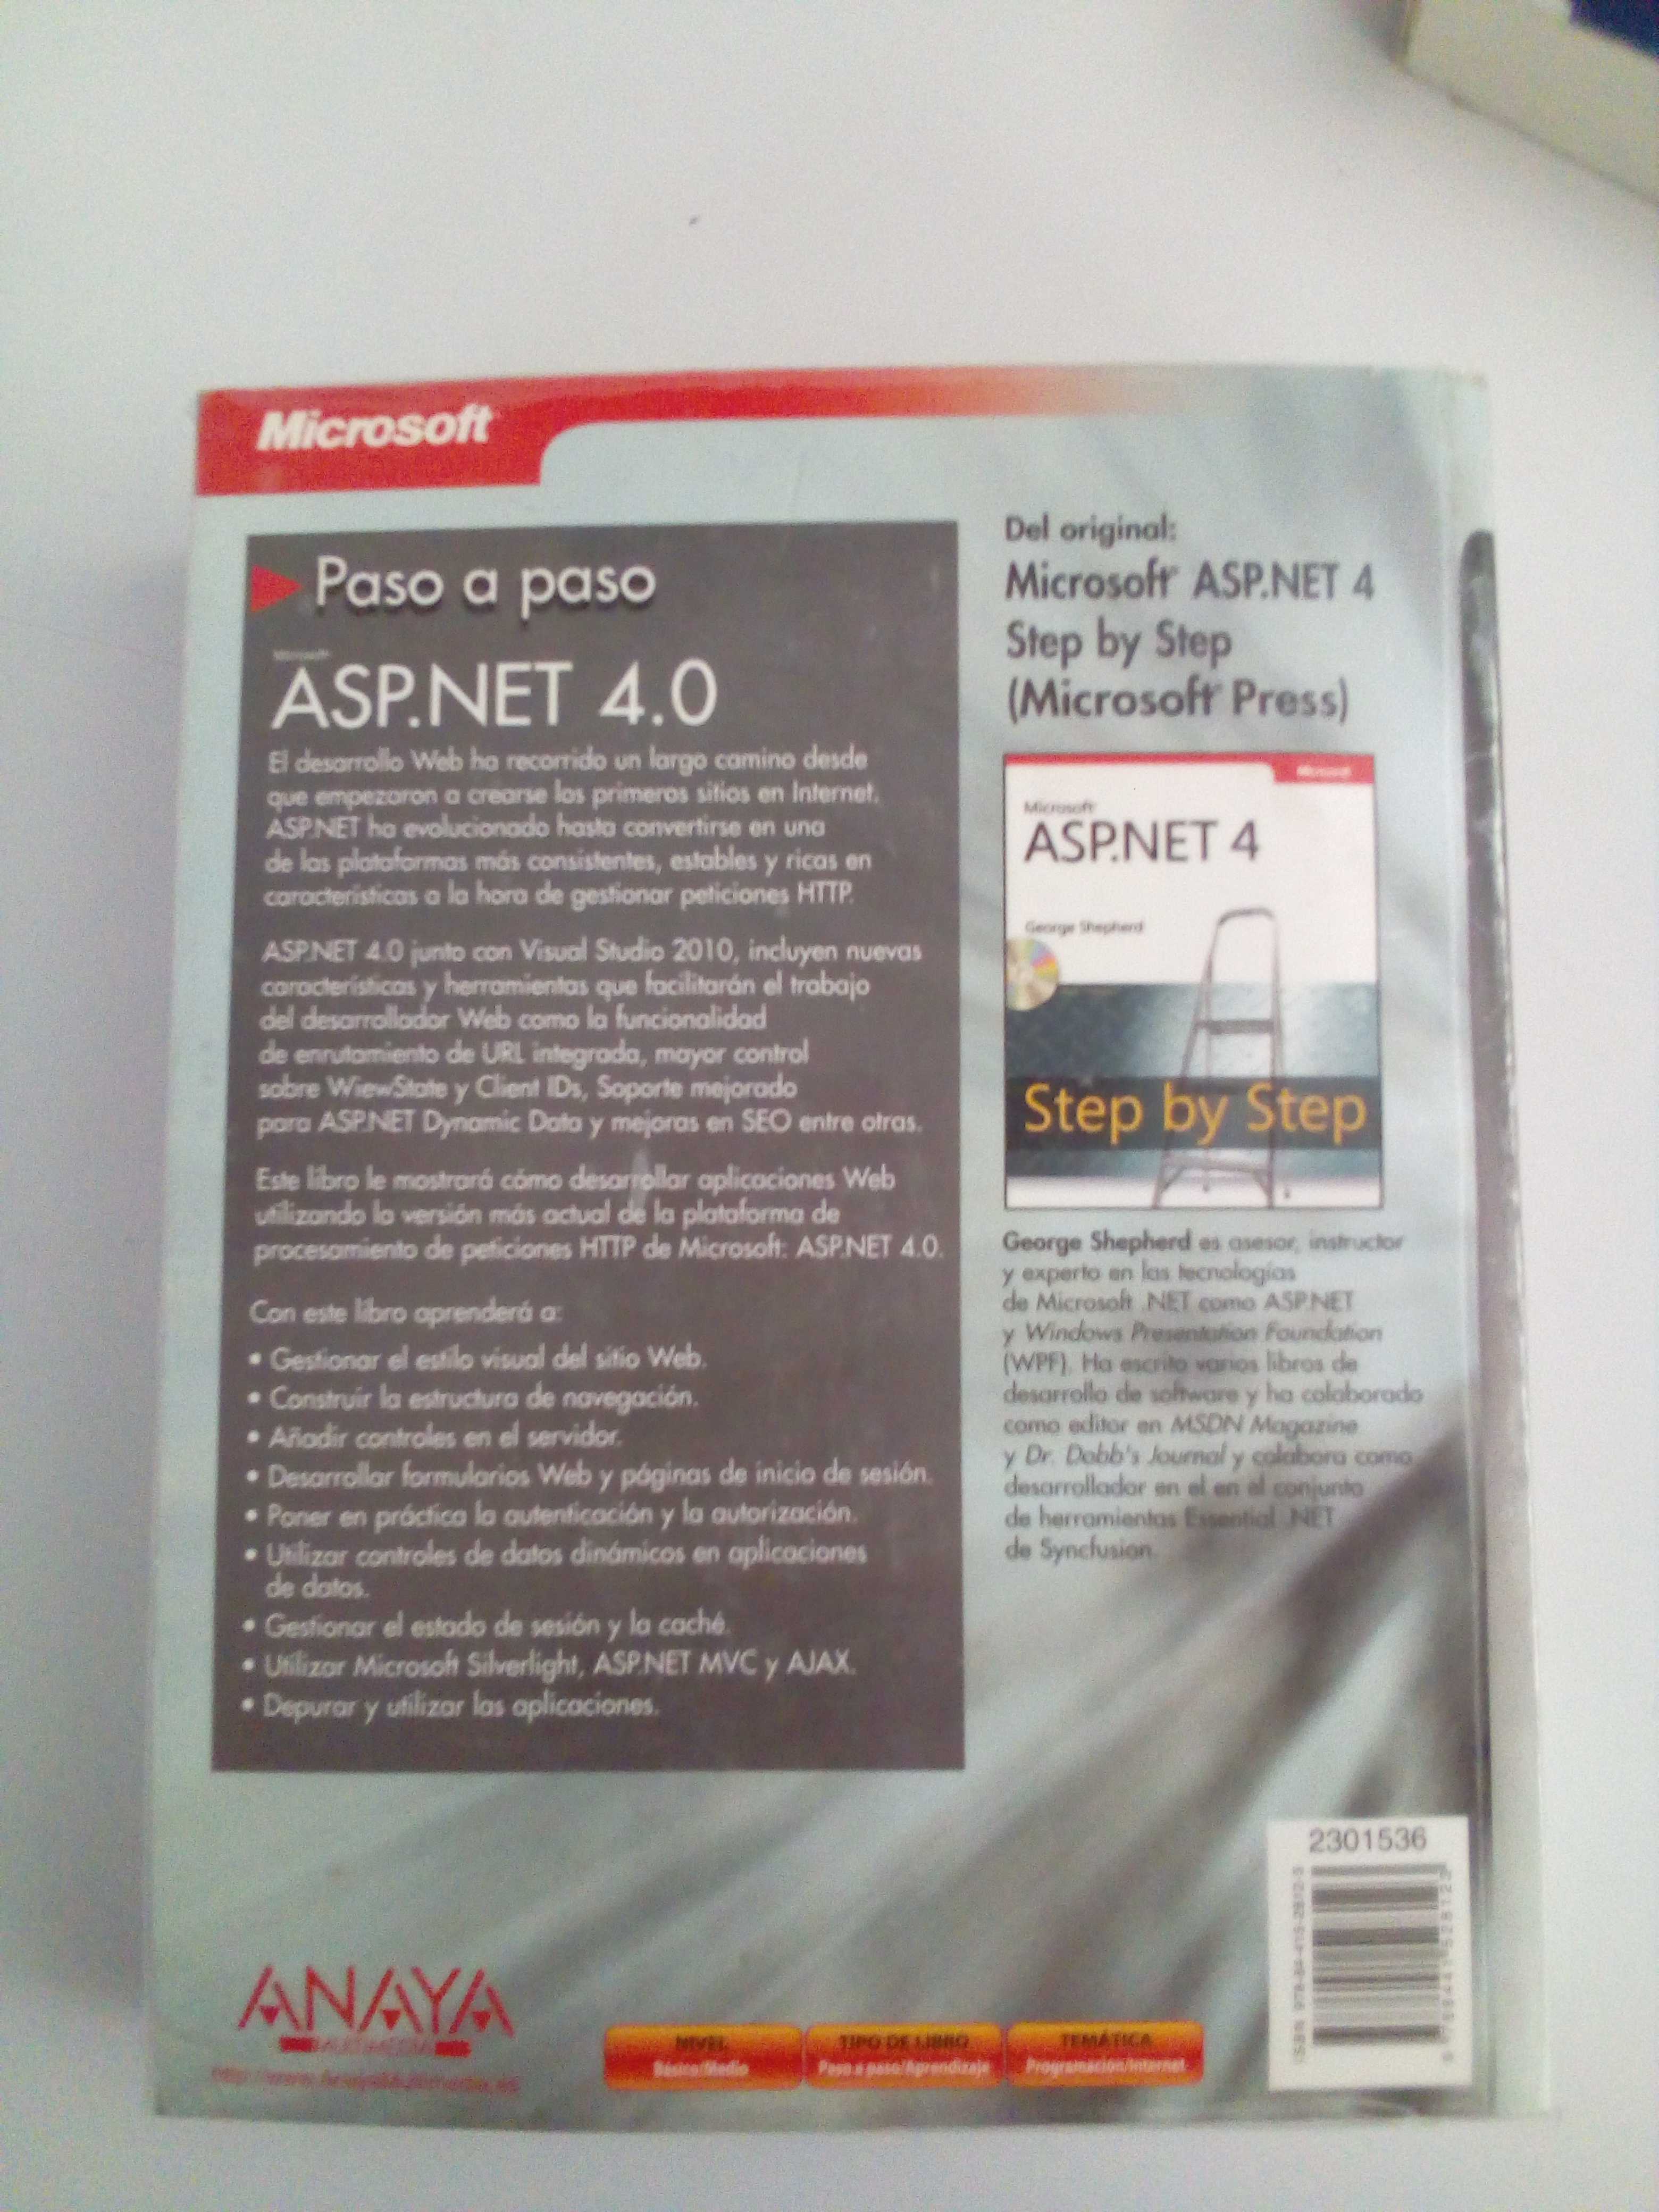 Microsoft
Paso a paso
Microsoft
ASP.NET 4.0
El desarrollo Web ha recorrido un largo camino desde
que empezaron a crearse los primeros sitios en Internet.
ASP.NET ha evolucionado hasta convertirse en una
de las plataformas más consistentes, estables y ricas en
características a la hora de gestionar peticiones HTTP.
ASP.NET 4.0 junto con Visual Studio 2010, incluyen nuevas
características y herramientas que facilitarán el trabajo
del desarrollador Web como la funcionalidad
de enrutamiento de URL integrada, mayor control
sobre WiewState y Client IDs, Soporte mejorado
para ASP.NET Dynamic Data y mejoras en SEO entre otras.
Este libro le mostrará cómo desarrollar aplicaciones Web
utilizando la versión más actual de la plataforma de
procesamiento de peticiones HTTP de Microsoft: ASP.NET 4.0.
Con este libro aprenderá a:
• Gestionar el estilo visual del sitio Web.
• Construir la estructura de navegación.
• Añadir controles en el servidor.
• Desarrollar formularios Web y páginas de inicio de sesión.
• Poner en práctica la autenticación y la autorización.
• Utilizar controles de datos dinámicos en aplicaciones
de datos.
• Gestionar el estado de sesión y la caché.
• Utilizar Microsoft Silverlight, ASP.NET MVC y AJAX.
• Depurar y utilizar las aplicaciones.
Del original:
Microsoft ASP.NET 4
Step by Step
(Microsoft Press)
Microsoft
Microsoft
ASP.NET 4
George Shepherd
Step by Step
George Shepherd es asesor, instructor
y experto en las tecnologías
de Microsoft .NET como ASP.NET
y Windows Presentation Foundation
(WPF). Ha escrito varios libros de
desarrollo de software y ha colaborado
como editor en MSDN Magazine
y Dr. Dobb's Journal y colabora como
desarrollador en el en el conjunto
de herramientas Essential .NET
de Syncfusion.
2301536
ISBN 978-84-415-2812-3
9 788441 528123
ANAYA
MULTIMEDIA
http://www.AnayaMultimedia.es
NIVEL
Básico/Medio
TIPO DE LIBRO
Paso a paso/Aprendizaje
TEMÁTICA
Programación/Internet